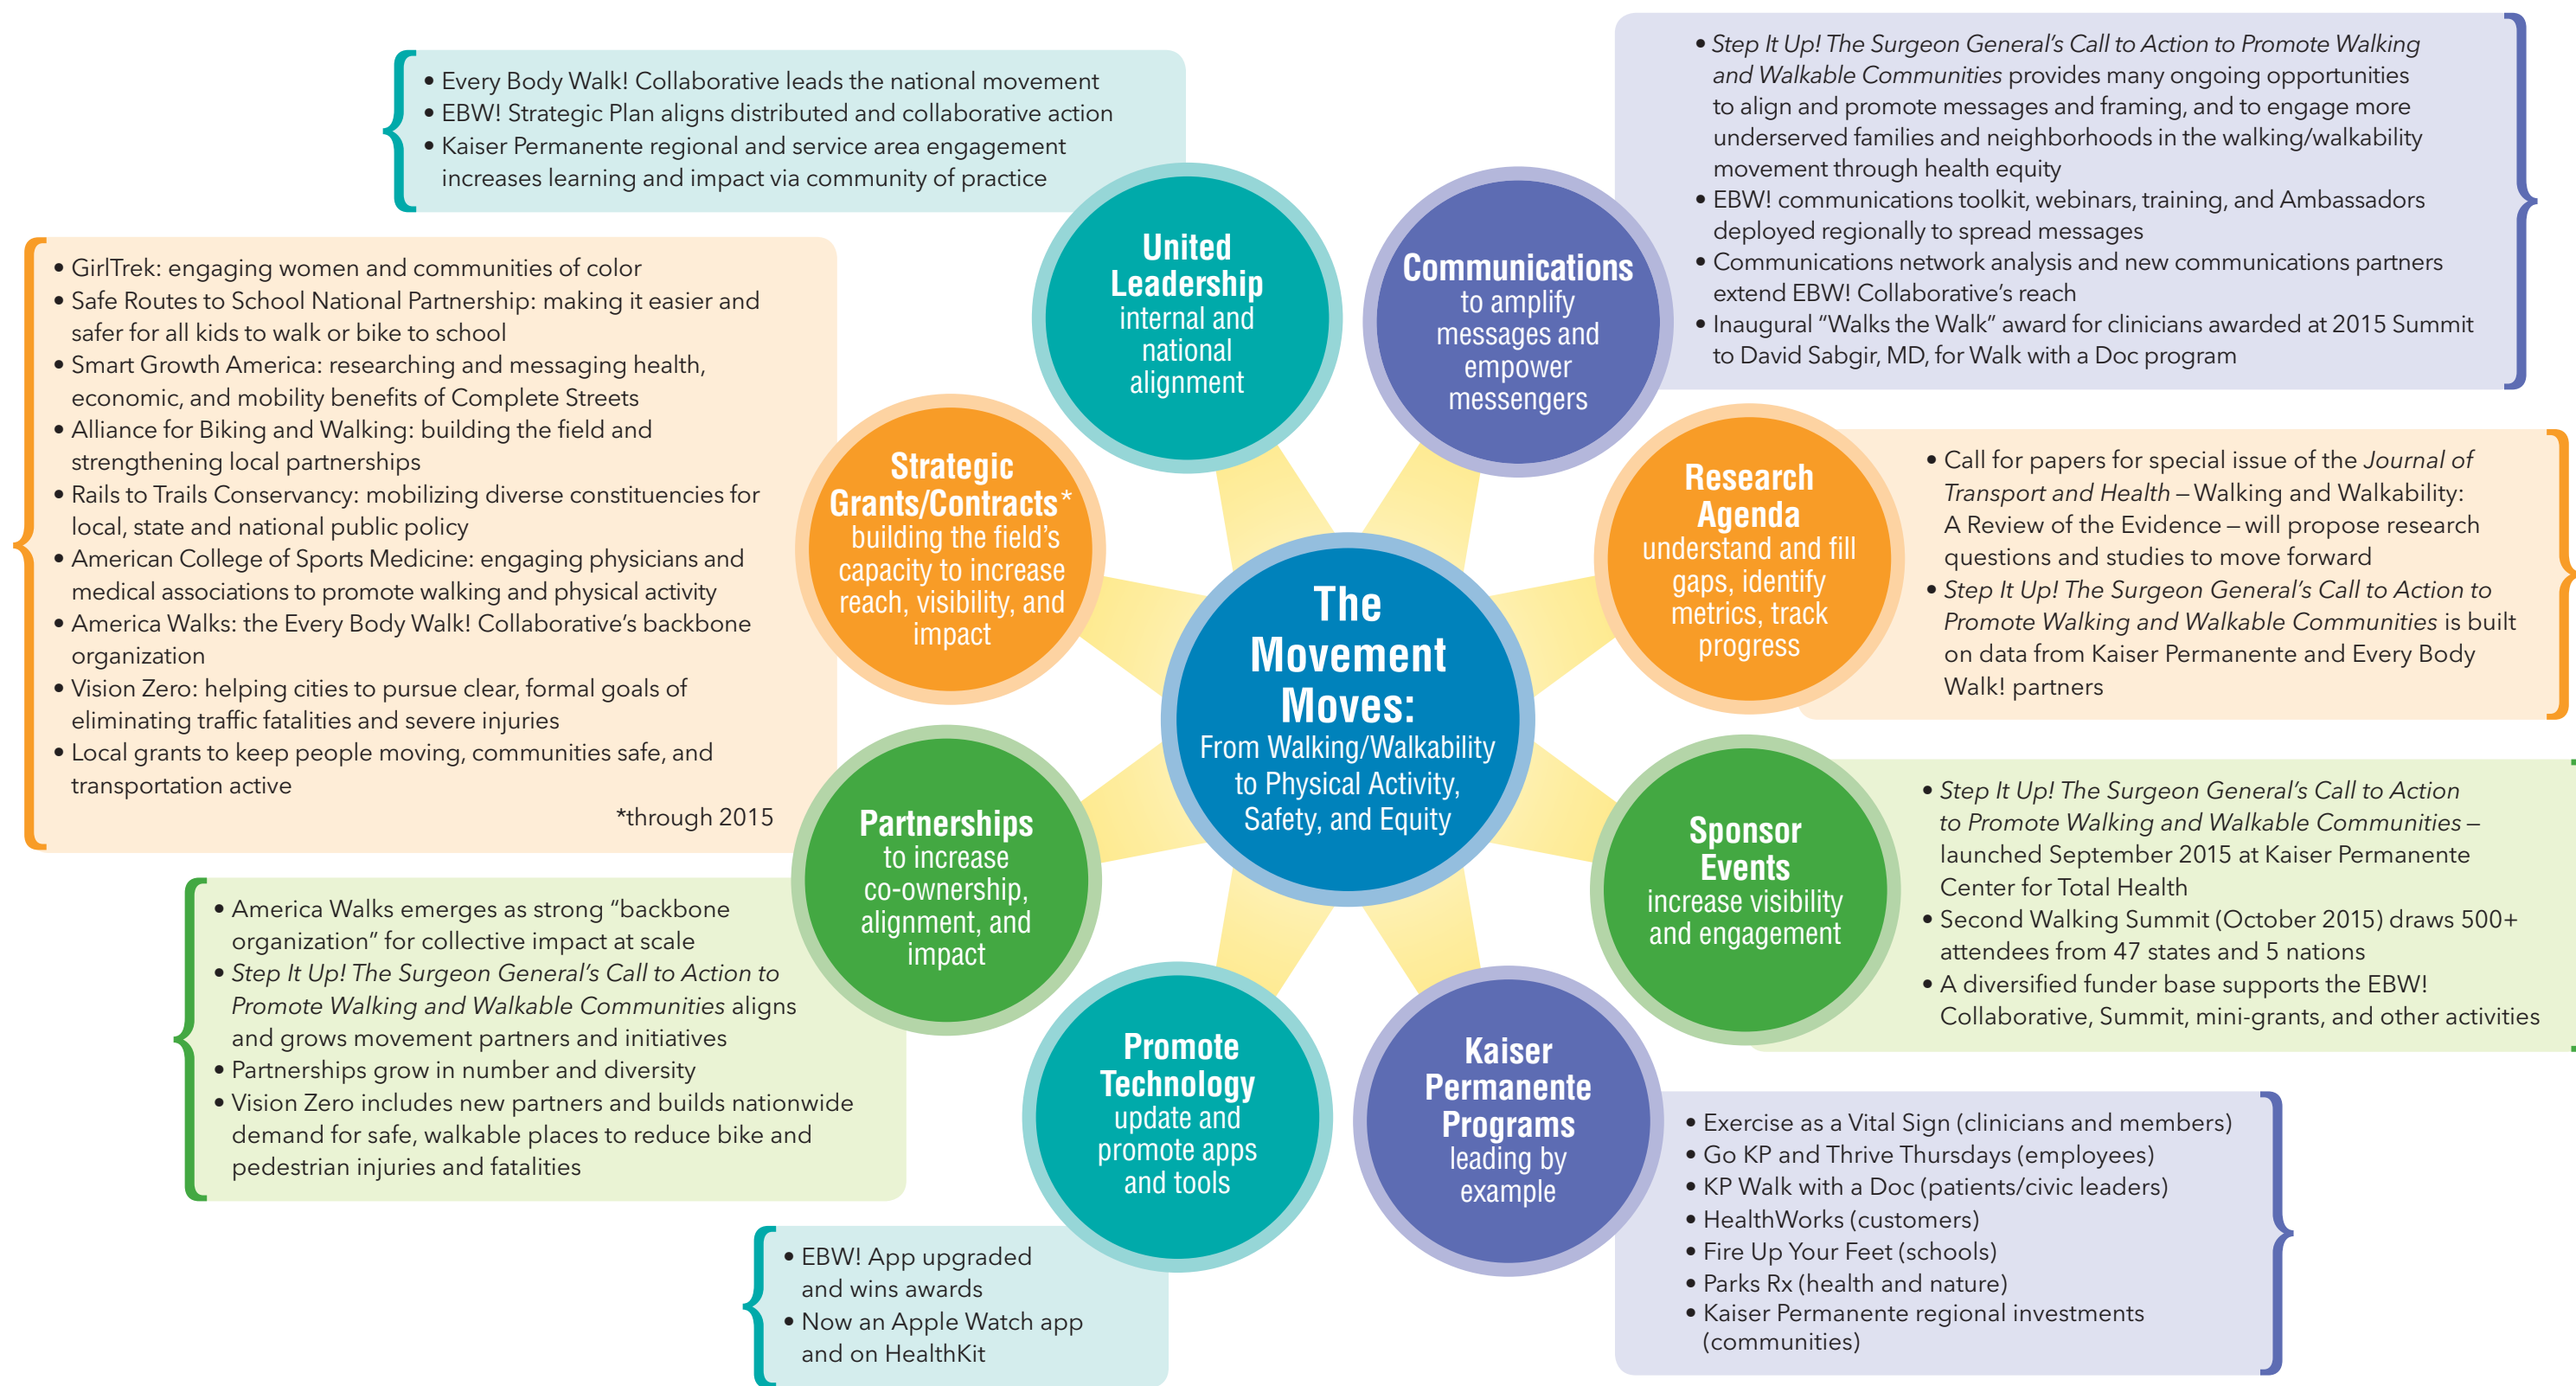 • Every Body Walk! Collaborative leads the national movement
• EBW! Strategic Plan aligns distributed and collaborative action
• Kaiser Permanente regional and service area engagement
increases learning and impact via community of practice
United
Leadership
internal and
national
alignment
• Step It Up! The Surgeon General's Call to Action to Promote Walking
and Walkable Communities provides many ongoing opportunities
to align and promote messages and framing, and to engage more
underserved families and neighborhoods in the walking/walkability
movement through health equity
• EBW! communications toolkit, webinars, training, and Ambassadors
deployed regionally to spread messages
• Communications network analysis and new communications partners
extend EBW! Collaborative's reach
• Inaugural “Walks the Walk” award for clinicians awarded at 2015 Summit
to David Sabgir, MD, for Walk with a Doc program
Communications
to amplify
messages and
empower
messengers
• GirlTrek: engaging women and communities of color
• Safe Routes to School National Partnership: making it easier and
safer for all kids to walk or bike to school
• Smart Growth America: researching and messaging health,
economic, and mobility benefits of Complete Streets
• Alliance for Biking and Walking: building the field and
strengthening local partnerships
• Rails to Trails Conservancy: mobilizing diverse constituencies for
local, state and national public policy
• American College of Sports Medicine: engaging physicians and
medical associations to promote walking and physical activity
• America Walks: the Every Body Walk! Collaborative's backbone
organization
• Vision Zero: helping cities to pursue clear, formal goals of
eliminating traffic fatalities and severe injuries
• Local grants to keep people moving, communities safe, and
transportation active
*through 2015
Strategic
Grants/Contracts*
building the field's
capacity to increase
reach, visibility, and
impact
Research
Agenda
understand and fill
gaps, identify
metrics, track
progress
• Call for papers for special issue of the Journal of
Transport and Health – Walking and Walkability:
A Review of the Evidence – will propose research
questions and studies to move forward
• Step It Up! The Surgeon General's Call to Action to
Promote Walking and Walkable Communities is built
on data from Kaiser Permanente and Every Body
Walk! partners
The
Movement
Moves:
From Walking/Walkability
to Physical Activity,
Safety, and Equity
Partnerships
to increase
co-ownership,
alignment, and
impact
• America Walks emerges as strong “backbone
organization” for collective impact at scale
• Step It Up! The Surgeon General's Call to Action to
Promote Walking and Walkable Communities aligns
and grows movement partners and initiatives
• Partnerships grow in number and diversity
• Vision Zero includes new partners and builds nationwide
demand for safe, walkable places to reduce bike and
pedestrian injuries and fatalities
Sponsor
Events
increase visibility
and engagement
• Step It Up! The Surgeon General's Call to Action
to Promote Walking and Walkable Communities –
launched September 2015 at Kaiser Permanente
Center for Total Health
• Second Walking Summit (October 2015) draws 500+
attendees from 47 states and 5 nations
• A diversified funder base supports the EBW!
Collaborative, Summit, mini-grants, and other activities
Promote
Technology
update and
promote apps
and tools
• EBW! App upgraded
and wins awards
• Now an Apple Watch app
and on HealthKit
Kaiser
Permanente
Programs
leading by
example
• Exercise as a Vital Sign (clinicians and members)
• Go KP and Thrive Thursdays (employees)
• KP Walk with a Doc (patients/civic leaders)
• HealthWorks (customers)
• Fire Up Your Feet (schools)
• Parks Rx (health and nature)
• Kaiser Permanente regional investments
(communities)